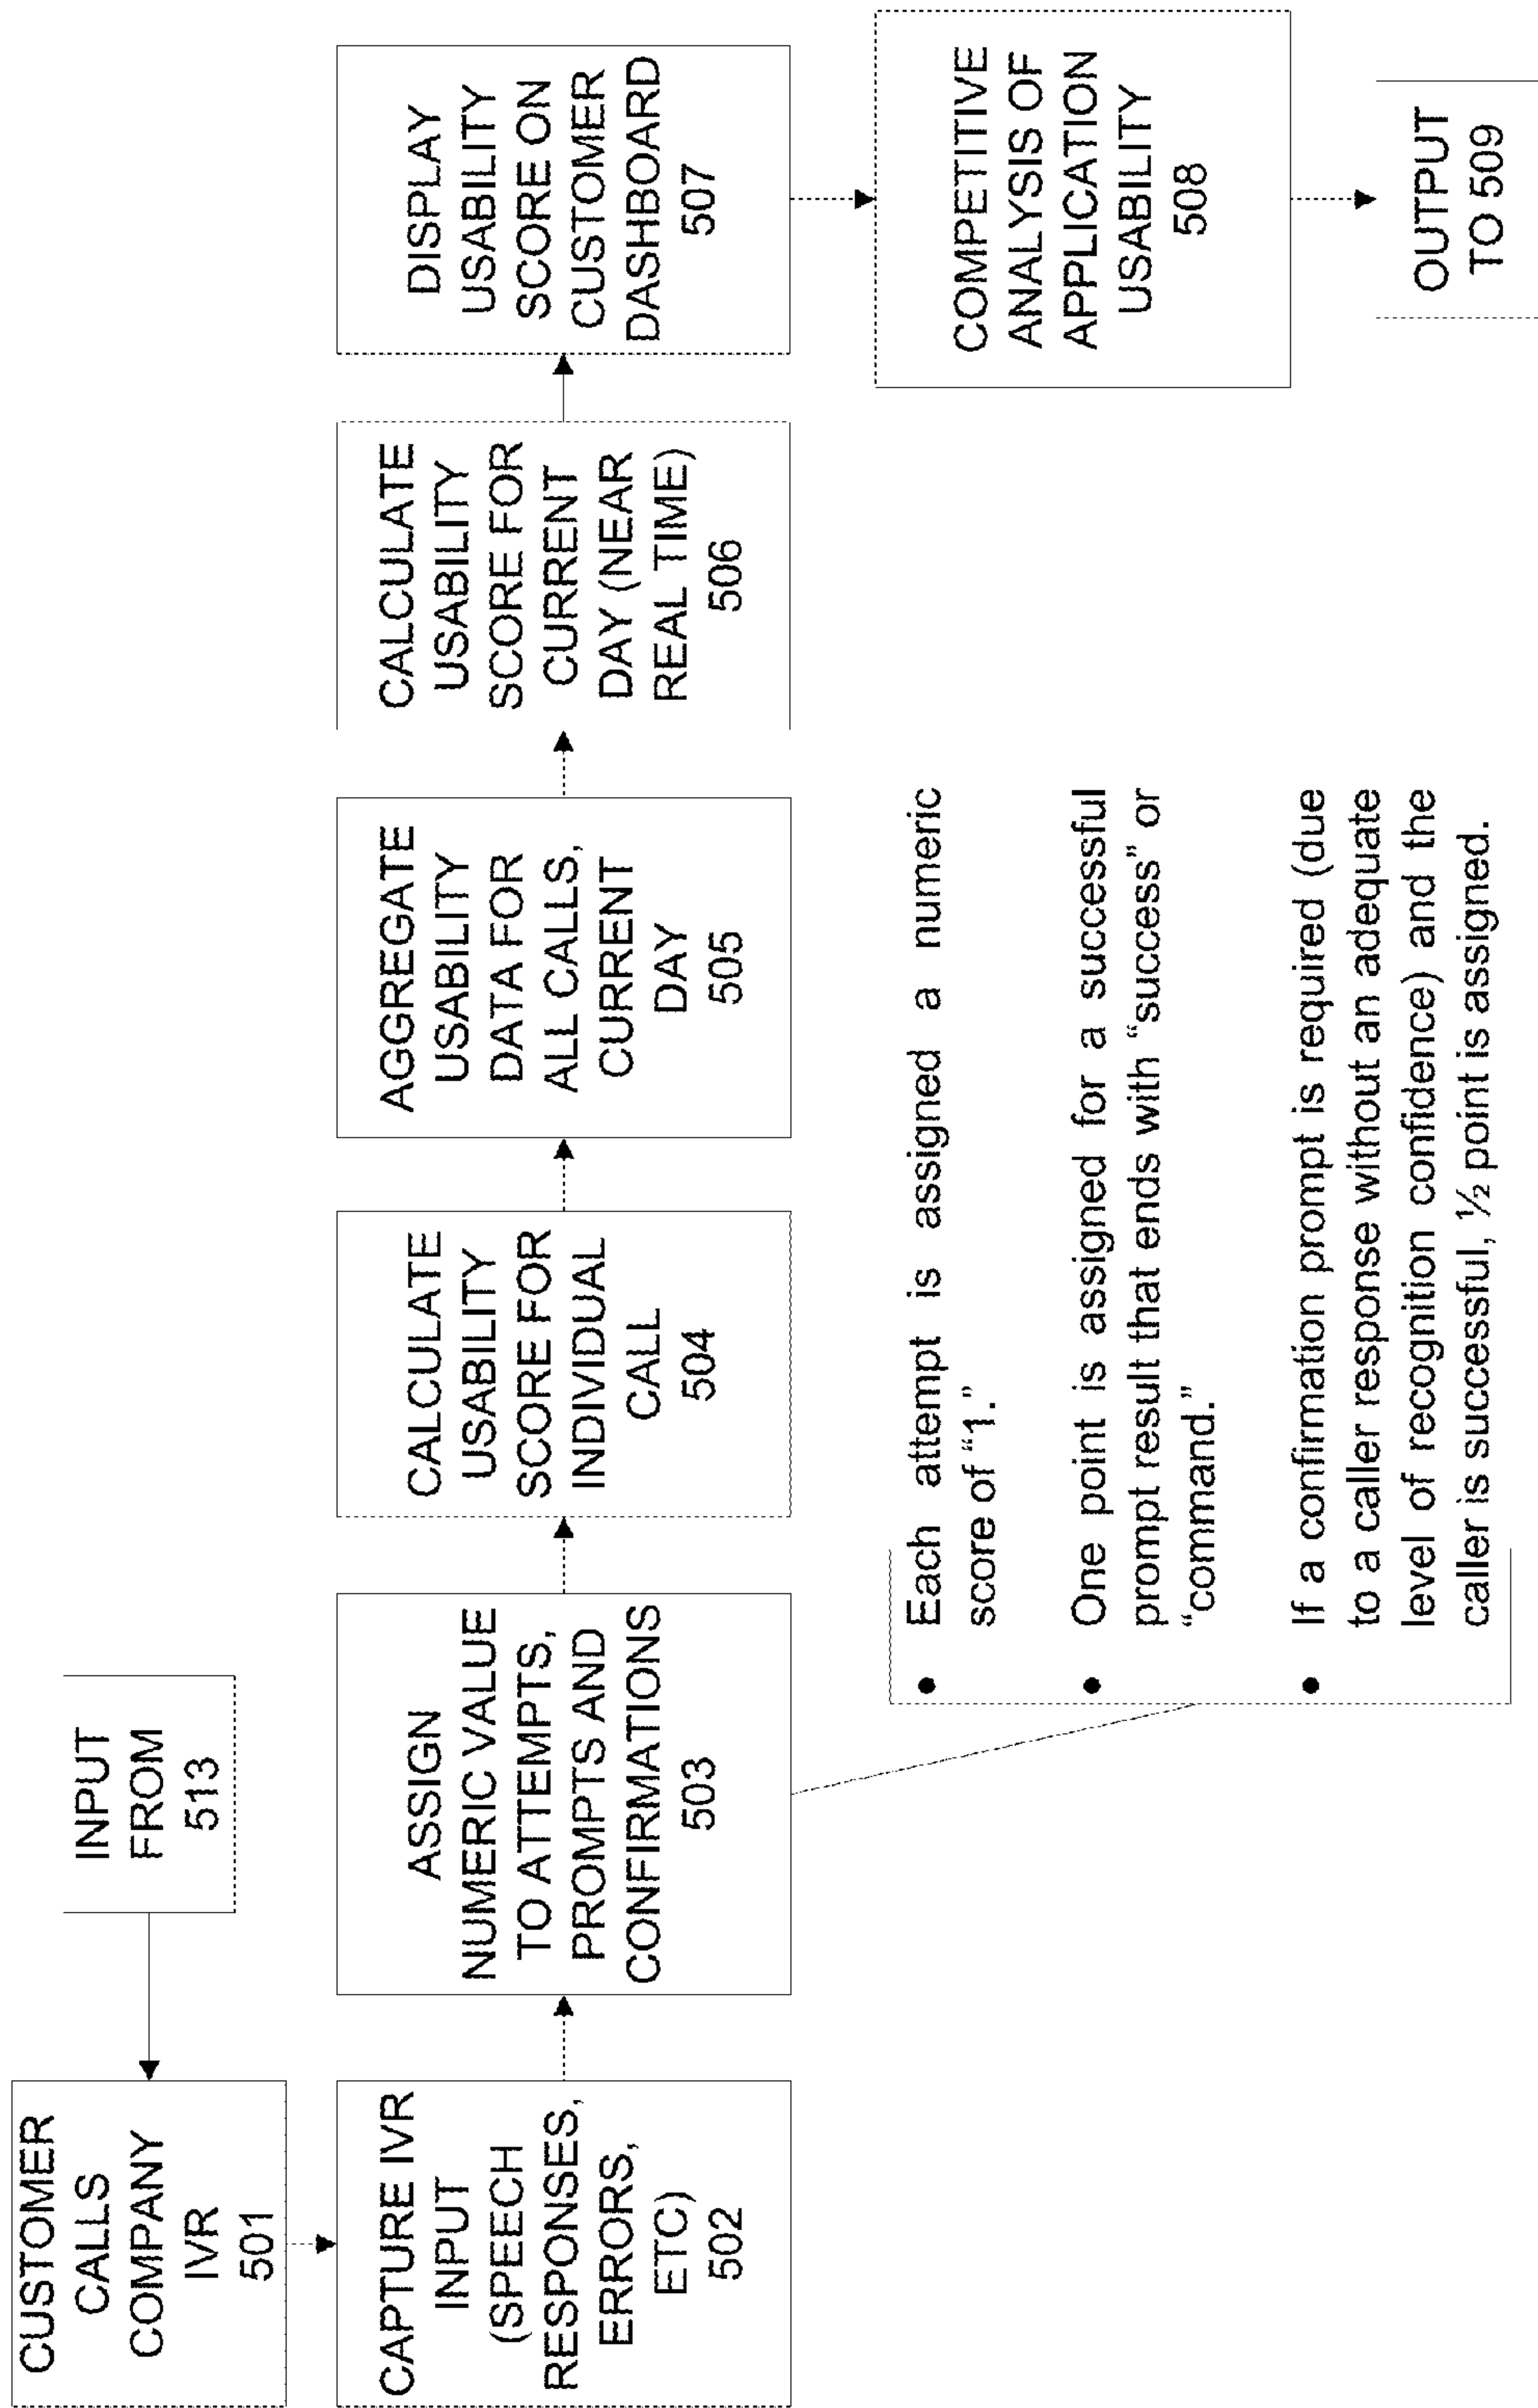 CUSTOMER
CALLS
COMPANY
IVR
501
INPUT
FROM
513
CAPTURE IVR
INPUT
(SPEECH
RESPONSES,
ERRORS,
ETC)
502
ASSIGN
NUMERIC VALUE
TO ATTEMPTS,
PROMPTS AND
CONFIRMATIONS
503
CALCULATE
USABILITY
SCORE FOR
INDIVIDUAL
CALL
504
AGGREGATE
USABILITY
DATA FOR
ALL CALLS,
CURRENT
DAY
505
CALCULATE
USABILITY
SCORE FOR
CURRENT
DAY (NEAR
REAL TIME)
506
DISPLAY
USABILITY
SCORE ON
CUSTOMER
DASHBOARD
507
COMPETITIVE
ANALYSIS OF
APPLICATION
USABILITY
508
OUTPUT
TO 509
• Each attempt is assigned a numeric
score of “1.”
• One point is assigned for a successful
prompt result that ends with “success” or
“command.”
• If a confirmation prompt is required (due
to a caller response without an adequate
level of recognition confidence) and the
caller is successful, ½ point is assigned.